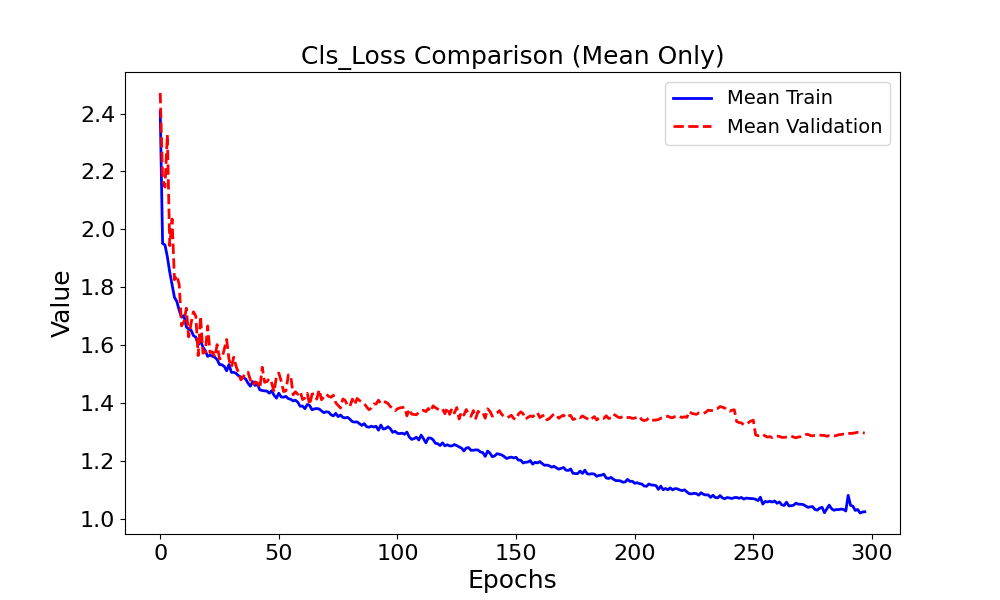 Cls_Loss Comparison (Mean Only)
Mean Train
Mean Validation
2.4
2.2
2.0
1.8
1.6
1.4
1.2
1.0
Value
0 50 100 150 200 250 300
Epochs